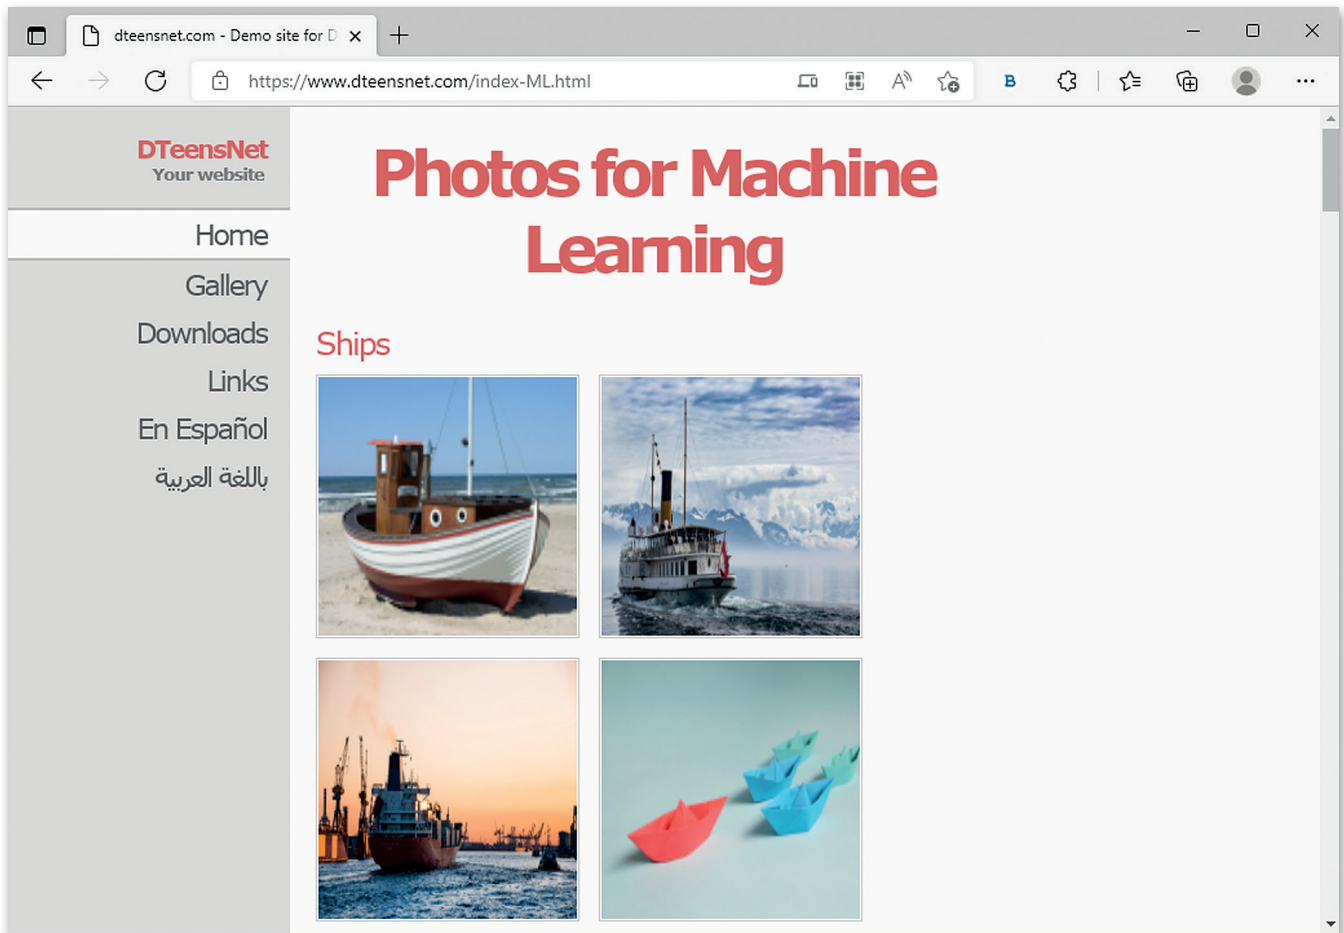 dteensnet.com - Demo site for D
https://www.dteensnet.com/index-ML.html
B
DTeensNet
Your website
Home
Gallery
Downloads
Links
En Español
باللغة العربية
Photos for Machine
Learning
Ships